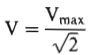 V = V_max / √2